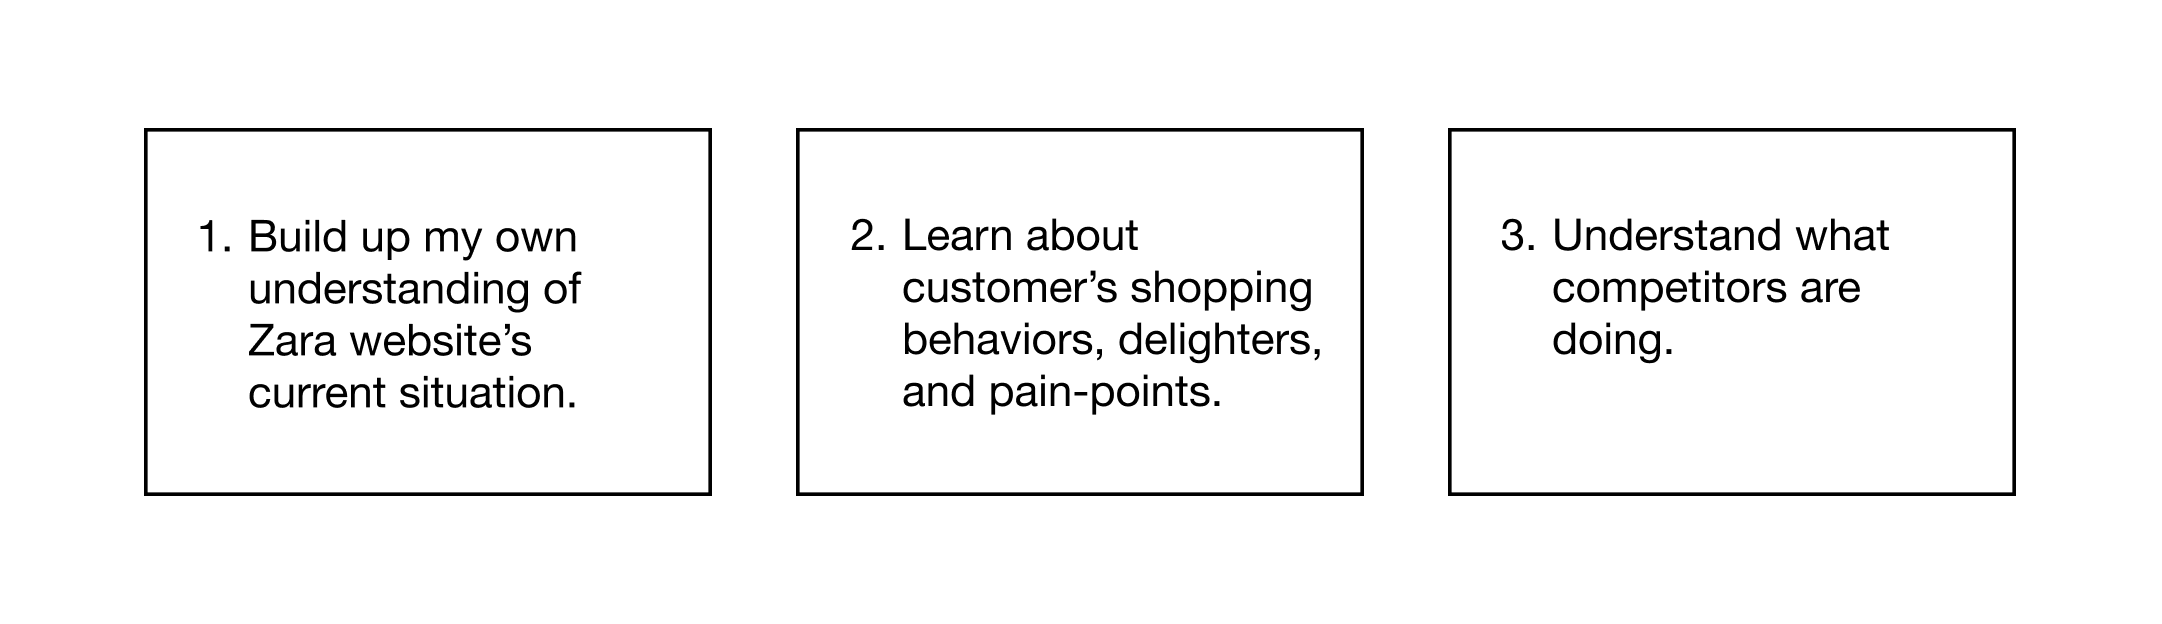 1. Build up my own
understanding of
Zara website’s
current situation.
2. Learn about
customer’s shopping
behaviors, delighters,
and pain-points.
3. Understand what
competitors are
doing.